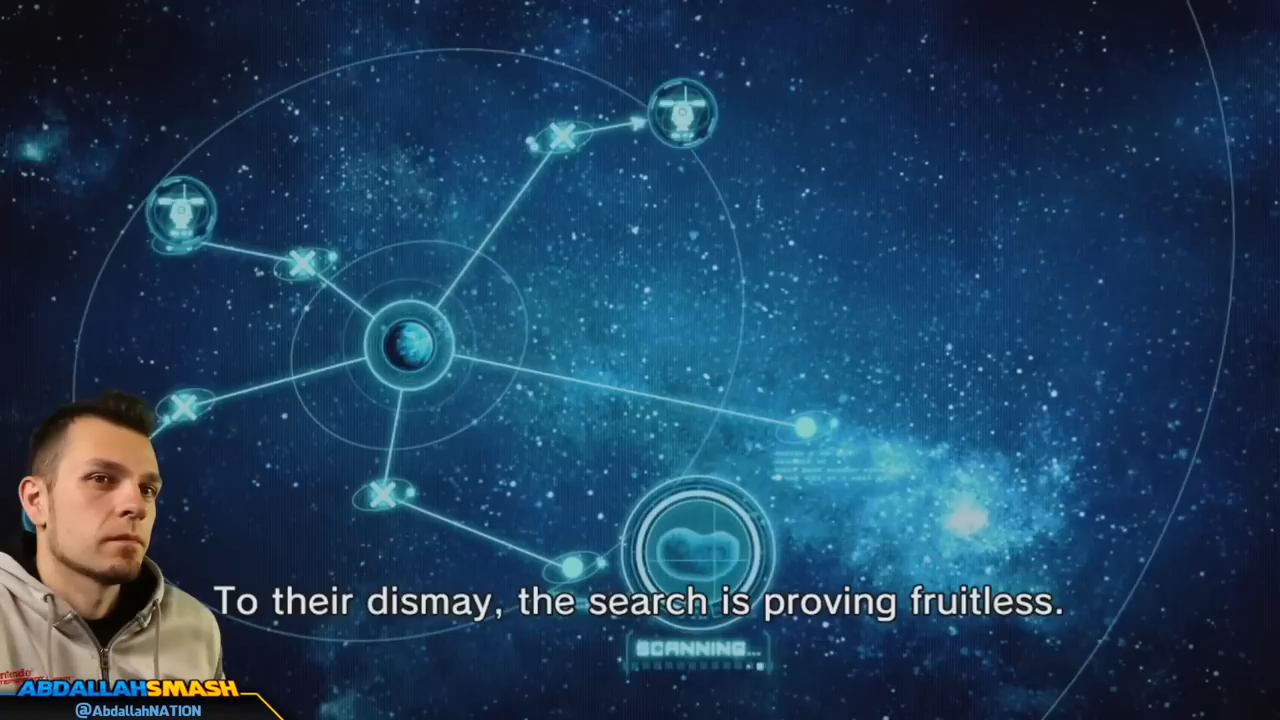 To their dismay, the search is proving fruitless.
SCANNING...
ABDALLAHSMASH
@AbdallahNATION